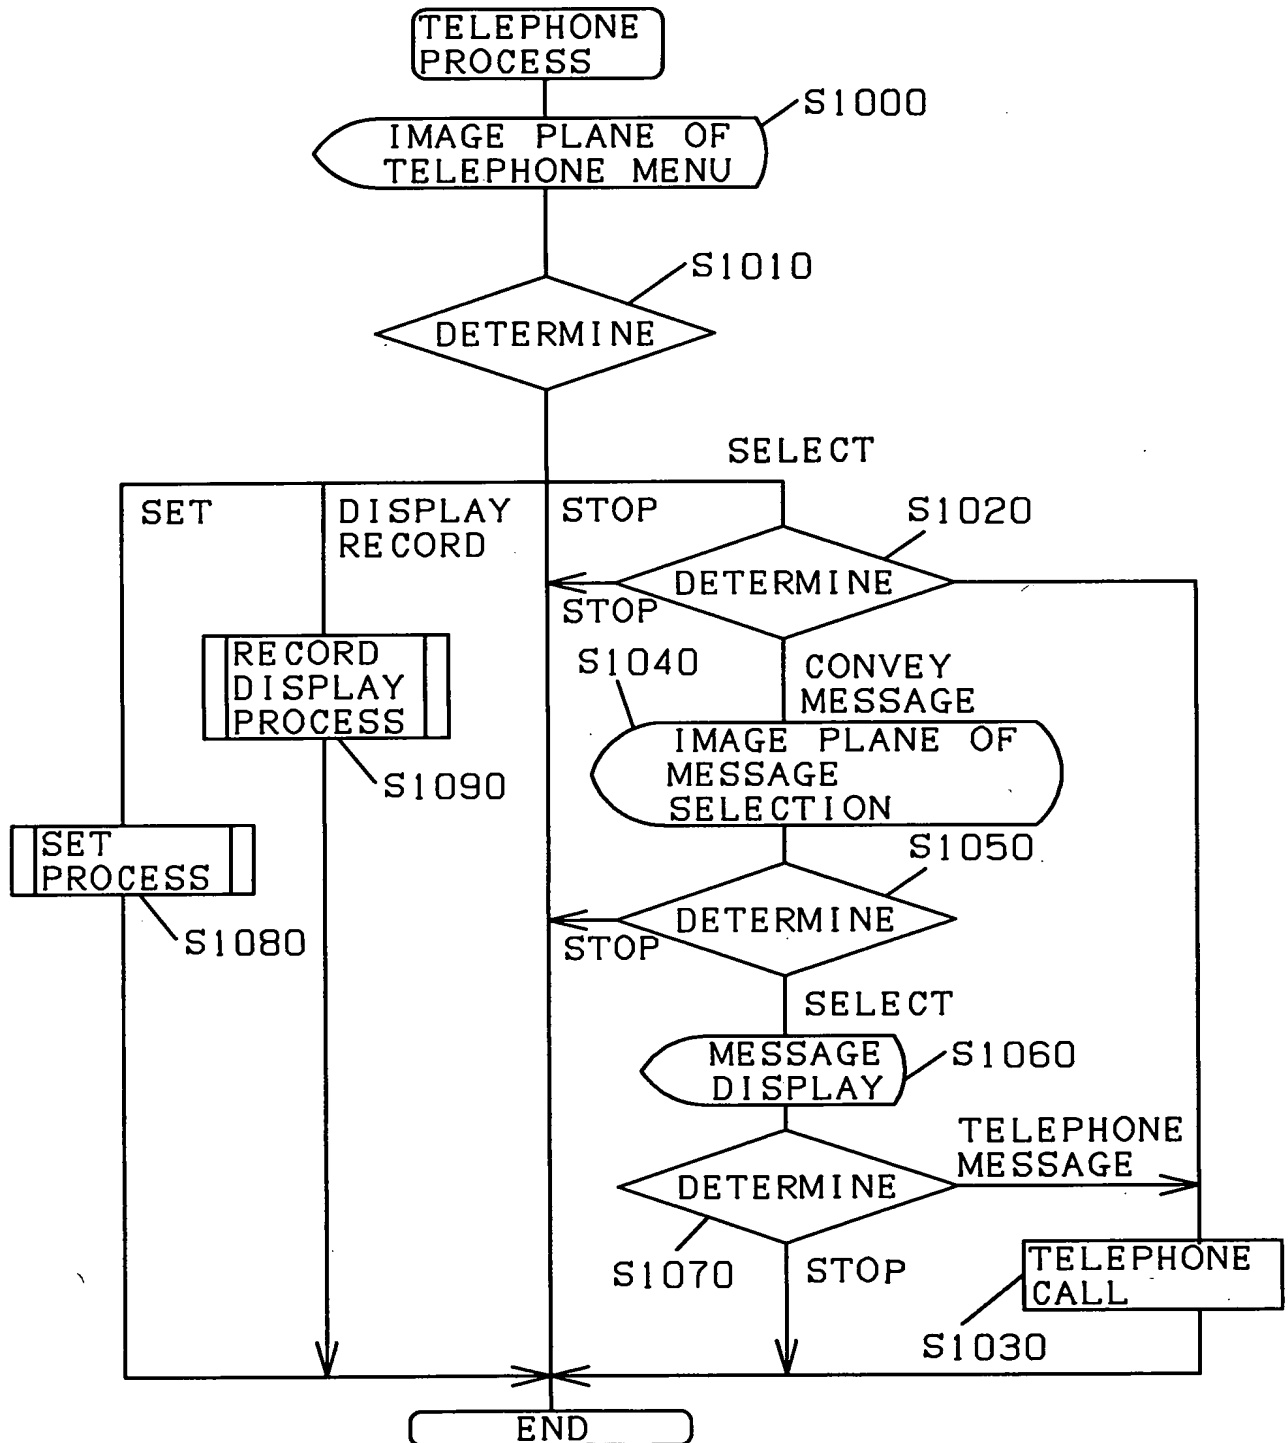 TELEPHONE
PROCESS
S1000
IMAGE PLANE OF
TELEPHONE MENU
S1010
DETERMINE
SELECT
SET
DISPLAY
RECORD
STOP
S1020
DETERMINE
STOP
RECORD
DISPLAY
PROCESS
S1090
S1040
CONVEY
MESSAGE
IMAGE PLANE OF
MESSAGE
SELECTION
SET
PROCESS
S1080
S1050
DETERMINE
STOP
SELECT
MESSAGE
DISPLAY
S1060
TELEPHONE
MESSAGE
DETERMINE
S1070
STOP
TELEPHONE
CALL
S1030
END